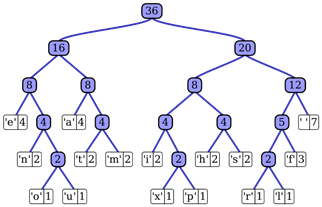 36
16 20
8 8 8 12
'e' 4 4 'a' 4 4 4 4 5 ' ' 7
'n' 2 2 't' 2 'm' 2 'i' 2 2 'h' 2 's' 2 2 'f' 3
'o' 1 'u' 1 'x' 1 'p' 1 'r' 1 'l' 1